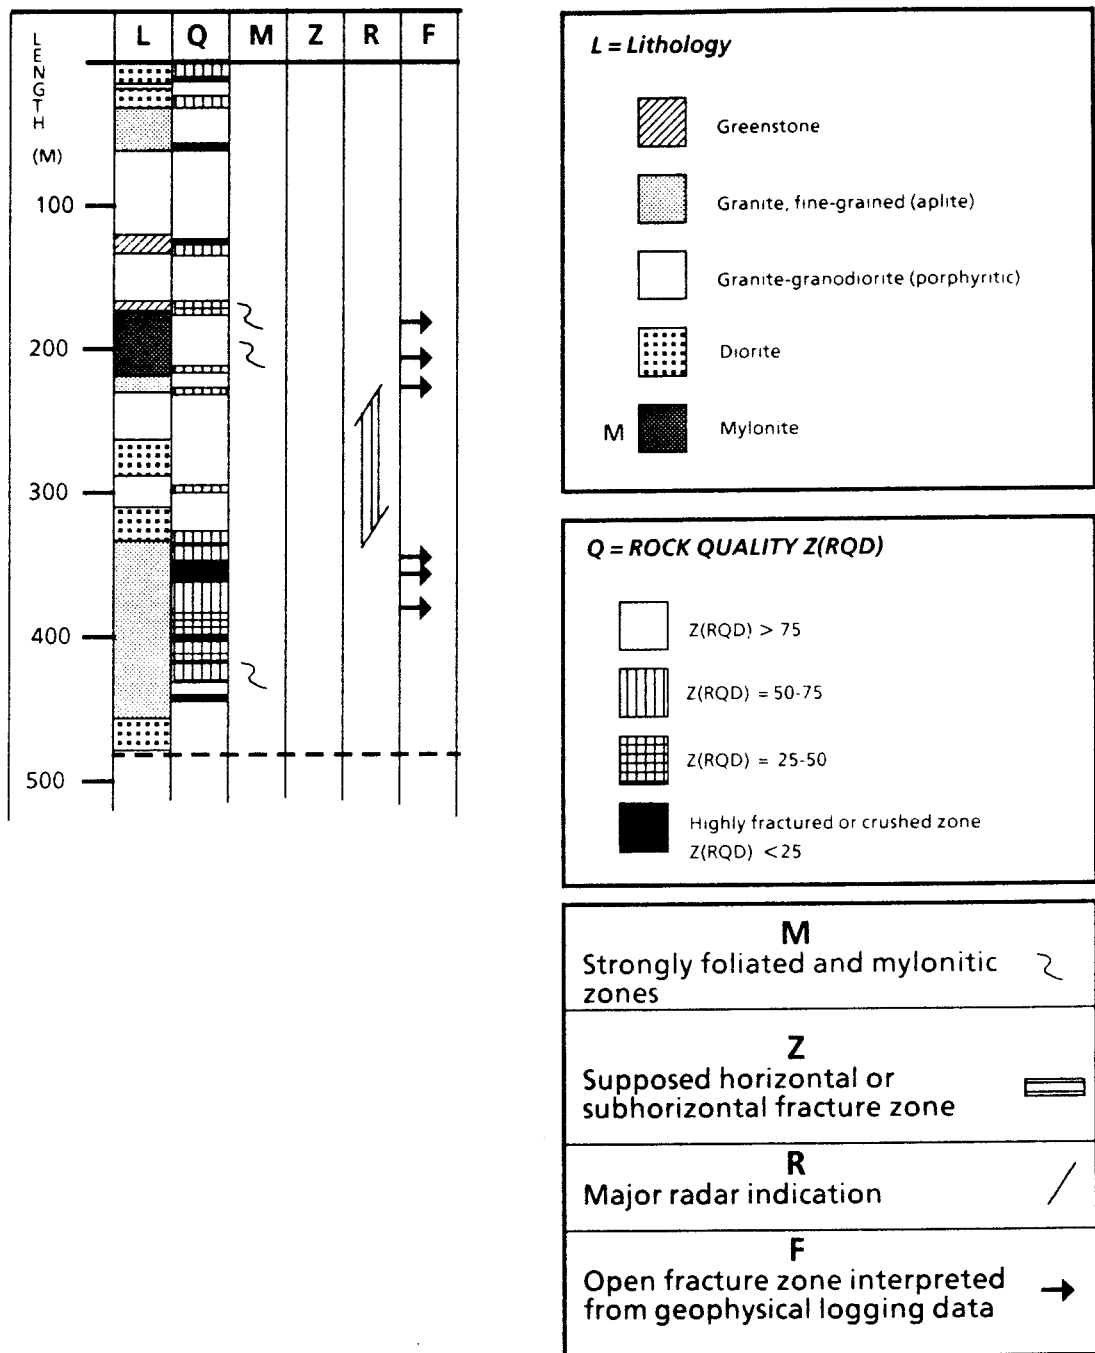 L Q M Z R F
LENGTH
(M)
100
200
300
400
500
L = Lithology
Greenstone
Granite, fine-grained (aplite)
Granite-granodiorite (porphyritic)
Diorite
M Mylonite
Q = ROCK QUALITY Z(RQD)
Z(RQD) > 75
Z(RQD) = 50-75
Z(RQD) = 25-50
Highly fractured or crushed zone
Z(RQD) <25
M
Strongly foliated and mylonitic
zones
Z
Supposed horizontal or
subhorizontal fracture zone
R
Major radar indication
F
Open fracture zone interpreted
from geophysical logging data